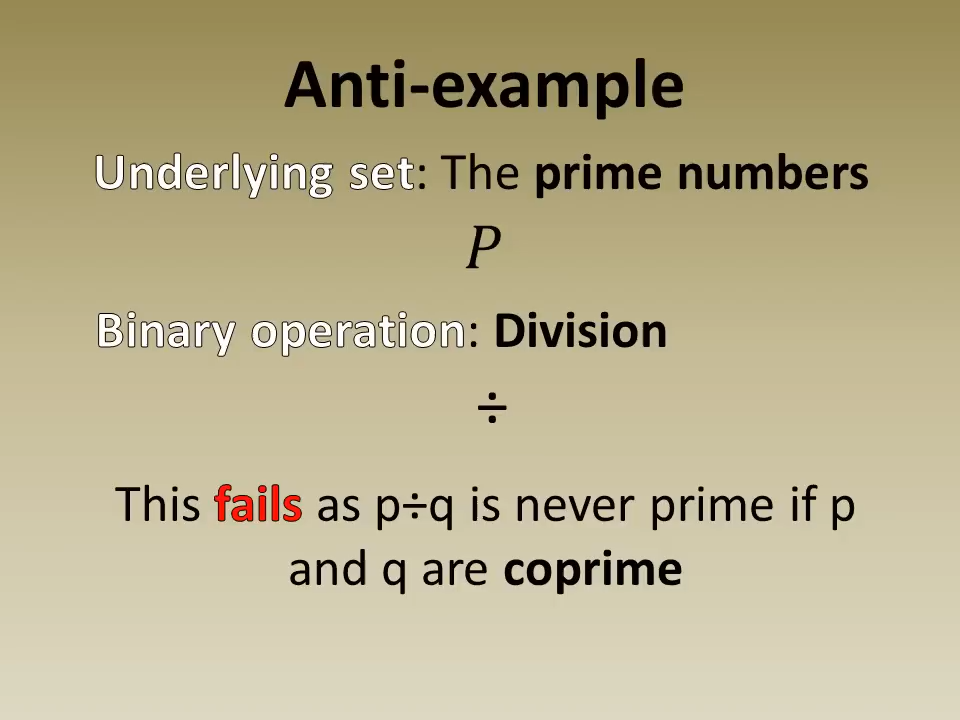 Anti-example
Underlying set: The prime numbers
P
Binary operation: Division
÷
This fails as p÷q is never prime if p
and q are coprime